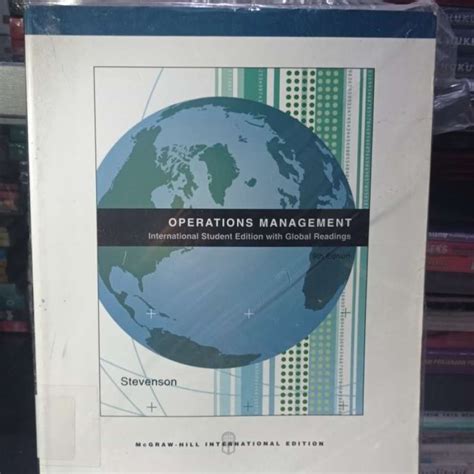 OPERATIONS MANAGEMENT
International Student Edition with Global Readings
Stevenson
McGRAW-HILL INTERNATIONAL EDITION